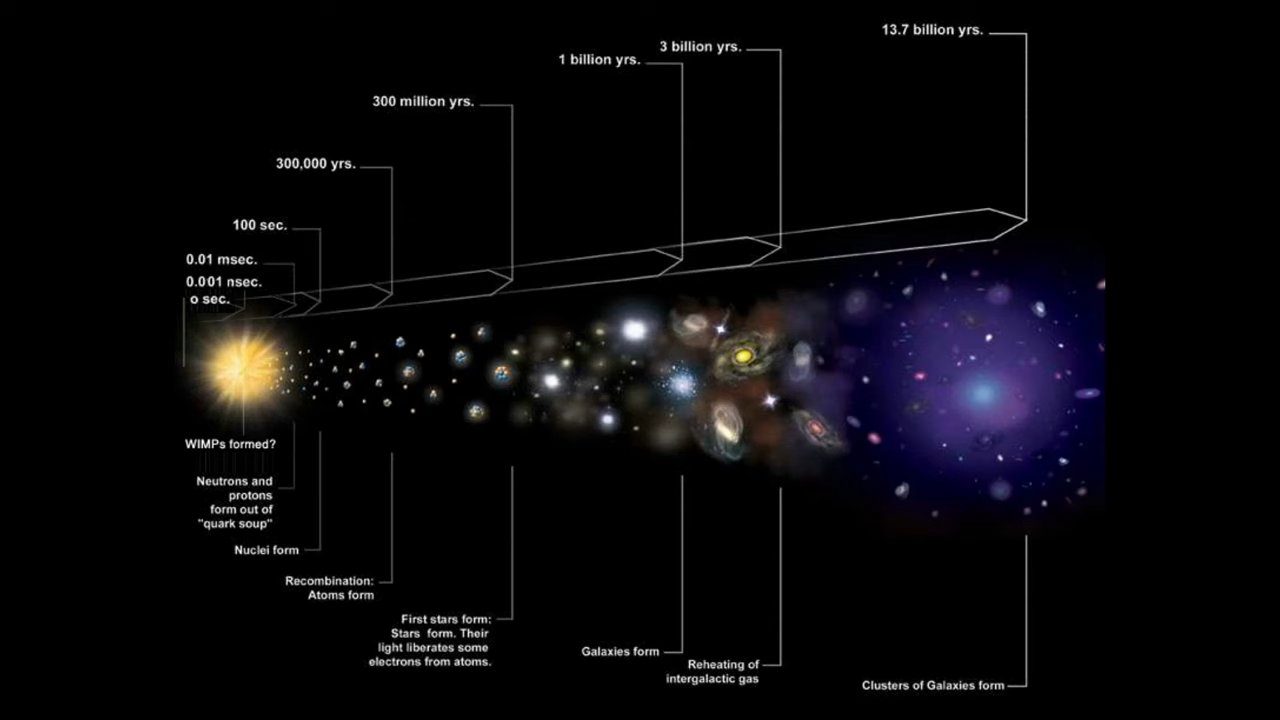 13.7 billion yrs.
3 billion yrs.
1 billion yrs.
300 million yrs.
300,000 yrs.
100 sec.
0.01 msec.
0.001 nsec.
o sec.
WIMPs formed?
Neutrons and
protons
form out of
"quark soup"
Nuclei form
Recombination:
Atoms form
First stars form:
Stars form. Their
light liberates some
electrons from atoms.
Galaxies form
Reheating of
intergalactic gas
Clusters of Galaxies form